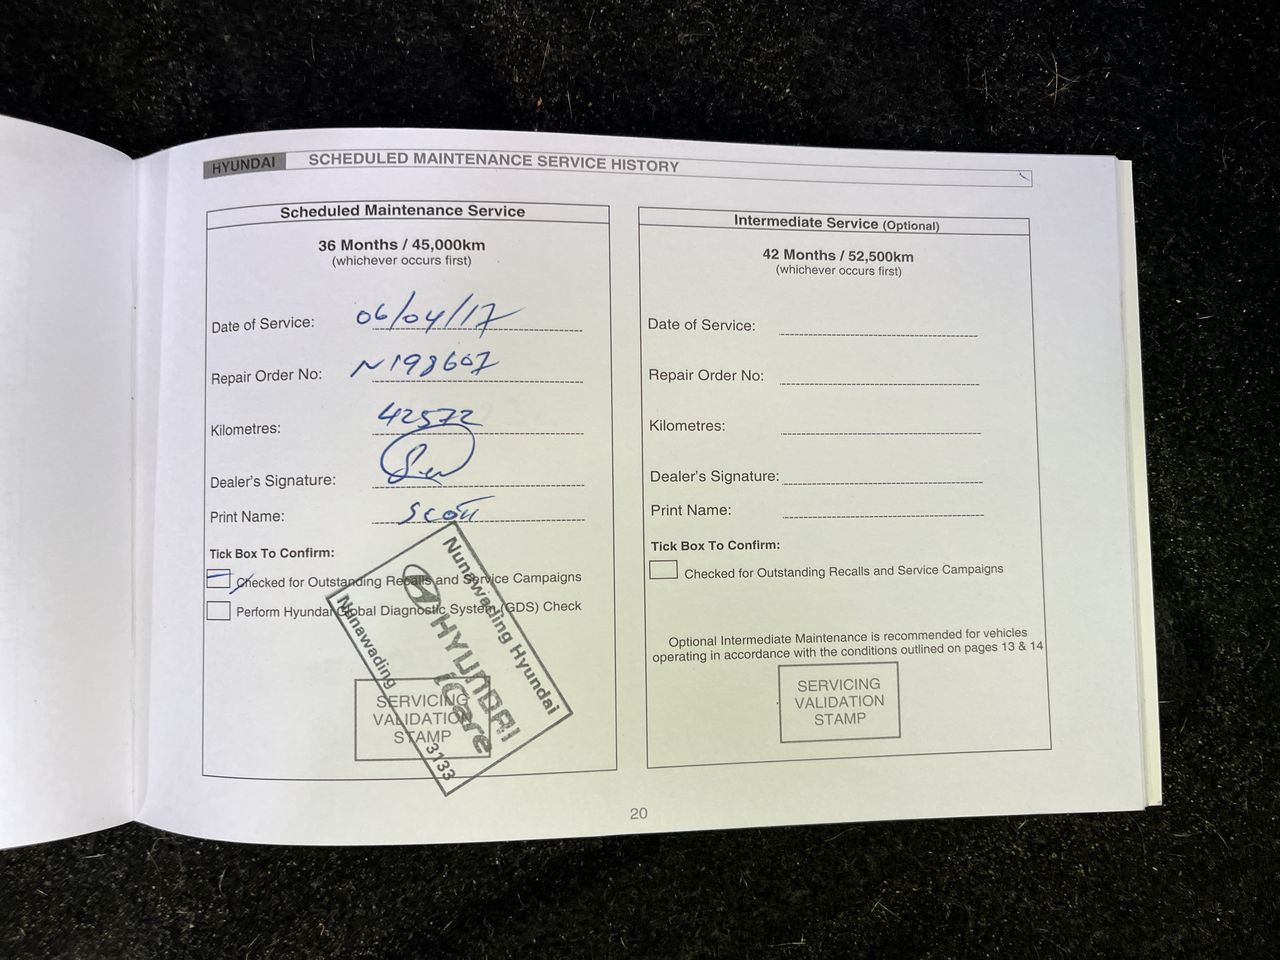 HYUNDAI SCHEDULED MAINTENANCE SERVICE HISTORY
Scheduled Maintenance Service
36 Months / 45,000km
(whichever occurs first)
Date of Service: 06/04/17
Repair Order No: N198607
Kilometres: 42572
Dealer's Signature:
Print Name: Scott
Tick Box To Confirm:
Checked for Outstanding Recalls and Service Campaigns
Perform Hyundai Global Diagnostic System (GDS) Check
SERVICING
VALIDATION
STAMP
Nunawading Hyundai
HYUNDAI
iCare
Nunawading 3133
Intermediate Service (Optional)
42 Months / 52,500km
(whichever occurs first)
Date of Service:
Repair Order No:
Kilometres:
Dealer's Signature:
Print Name:
Tick Box To Confirm:
Checked for Outstanding Recalls and Service Campaigns
Optional Intermediate Maintenance is recommended for vehicles
operating in accordance with the conditions outlined on pages 13 & 14
SERVICING
VALIDATION
STAMP
20